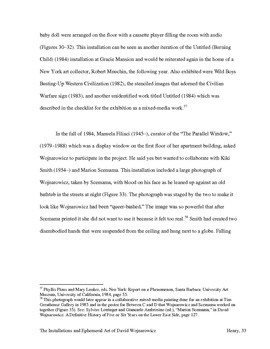 baby doll were arranged on the floor with a cassette player filling the room with audio
(Figures 30–32). This installation can be seen as another iteration of the Untitled (Burning
Child) (1984) installation at Gracie Mansion and would be reiterated again in the home of a
New York art collector, Robert Mnuchin, the following year. Also exhibited were Wild Boys
Busting-Up Western Civilization (1982), the stenciled images that adorned the Civilian
Warfare sign (1983), and another unidentified work titled Untitled (1984) which was
described in the checklist for the exhibition as a mixed-media work.37
In the fall of 1984, Manuela Filiaci (1945–), curator of the “The Parallel Window,”
(1979–1988) which was a display window on the first floor of her apartment building, asked
Wojnarowicz to participate in the project. He said yes but wanted to collaborate with Kiki
Smith (1954–) and Marion Scemama. This installation included a large photograph of
Wojnarowicz, taken by Scemama, with blood on his face as he leaned up against an old
bathtub in the streets at night (Figure 33). The photograph was staged by the two to make it
look like Wojnarowicz had been “queer-bashed.” The image was so powerful that after
Scemama printed it she did not want to use it because it felt too real.38 Smith had created two
disembodied hands that were suspended from the ceiling and hung next to a globe. Falling
37 Phyllis Plous and Mary Looker, eds. New York: Report on a Phenomenon, Santa Barbara: University Art
Museum, University of California, 1984, page 35.
38 This photograph would later appear in a collaborative mixed media painting done for an exhibition at Tim
Greathouse Gallery in 1983 and in the poster for Between C and D that Wojnarowicz and Scemama worked on
together (Figure 35). See: Sylvère Lotringer and Giancarlo Ambrosino (ed.), “Marion Scemama,” in David
Wojnarowicz: A Definitive History of Five or Six Years on the Lower East Side, page 127.
The Installations and Ephemeral Art of David Wojnarowicz
Henry, 33